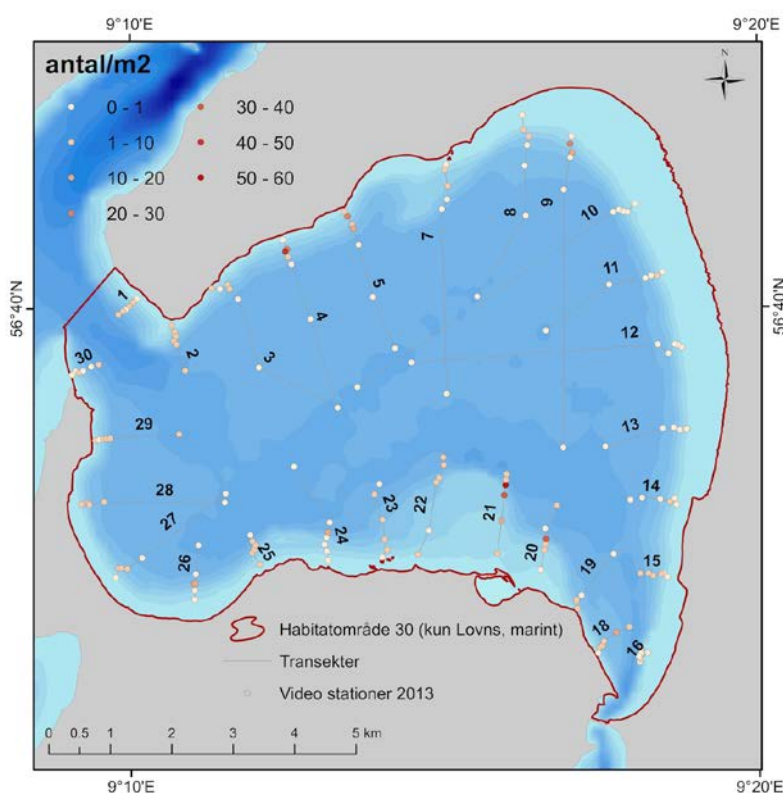 9°10'E 9°20'E
antal/m2
0 - 1 30 - 40
1 - 10 40 - 50
10 - 20 50 - 60
20 - 30
N
56°40'N 56°40'N
1
2
3
4
5
7
8
9
10
11
12
13
14
15
16
18
19
20
21
22
23
24
25
26
27
28
29
30
Habitatområde 30 (kun Lovns, marint)
Transekter
Video stationer 2013
0 0.5 1 2 3 4 5 km
9°10'E 9°20'E